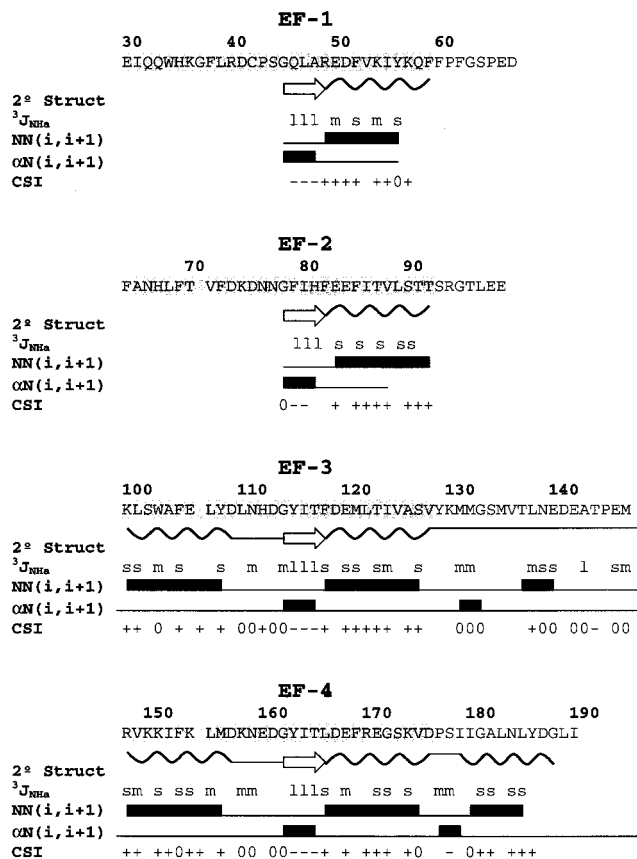 EF-1
30 40 50 60
EIQQWHKGFLRDCPSGQLAREDFVKIYKQFFPFGSPED
2º Struct
³JNHa lll m s m s
NN(i,i+1)
αN(i,i+1)
CSI ---++++ ++0+
EF-2
70 80 90
FANHLFT VFDKDNNGFIHFEEFITVLSTTSRGTLEE
2º Struct
³JNHa lll s s s ss
NN(i,i+1)
αN(i,i+1)
CSI 0-- + ++++ +++
EF-3
100 110 120 130 140
KLSWAFE LYDLNHDGYITFDEMLTIVASVYKMMGSMVTLNEDEATPEM
2º Struct
³JNHa ss m s s m mllls ss sm s mm mss l sm
NN(i,i+1)
αN(i,i+1)
CSI ++ 0 + + + 00+00--- + +++++ ++ 000 +00 00- 00
EF-4
150 160 170 180 190
RVKKIFK LMDKNEDGYITLDEFREGSKVDPSIIGALNLYDGLI
2º Struct
³JNHa sm s ss s mm llls m ss s mm ss ss
NN(i,i+1)
αN(i,i+1)
CSI ++ ++0++ + 00 00---++ + +++ +0 - 0++ ++++